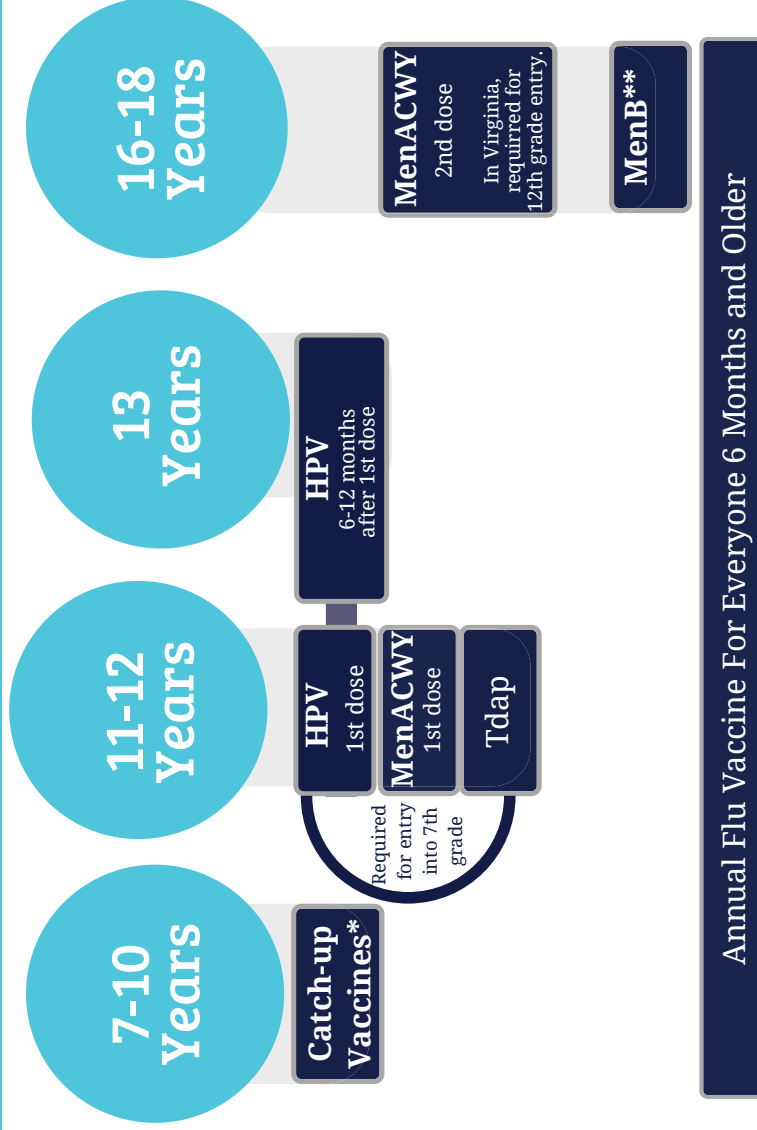 7-10
Years
Catch-up
Vaccines*
11-12
Years
Required
for entry
into 7th
grade
HPV
1st dose
MenACWY
1st dose
Tdap
13
Years
HPV
6-12 months
after 1st dose
16-18
Years
MenACWY
2nd dose
In Virginia,
requirred for
12th grade entry.
MenB**
Annual Flu Vaccine For Everyone 6 Months and Older